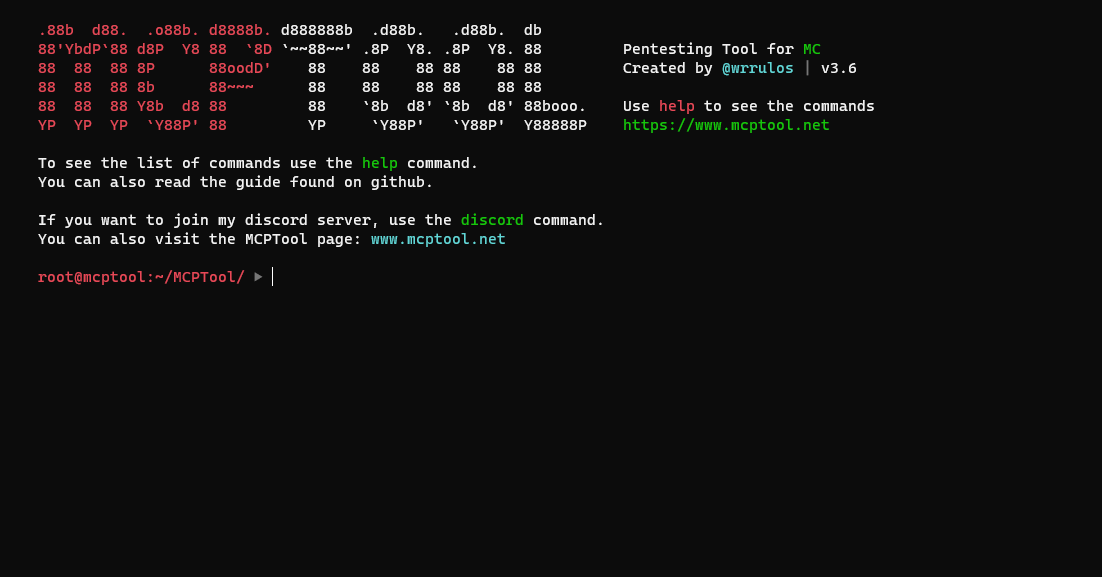 .88b  d88.  .o88b. d8888b. d888888b  .d88b.   .d88b.  db
88'YbdP`88 d8P  Y8 88  `8D `~~88~~' .8P  Y8. .8P  Y8. 88         Pentesting Tool for MC
88  88  88 8P      88oodD'    88    88    88 88    88 88         Created by @wrrulos | v3.6
88  88  88 8b      88~~~      88    88    88 88    88 88
88  88  88 Y8b  d8 88         88    `8b  d8' `8b  d8' 88booo.    Use help to see the commands
YP  YP  YP  `Y88P' 88         YP     `Y88P'   `Y88P'  Y88888P    https://www.mcptool.net
To see the list of commands use the help command.
You can also read the guide found on github.
If you want to join my discord server, use the discord command.
You can also visit the MCPTool page: www.mcptool.net
root@mcptool:~/MCPTool/ ►